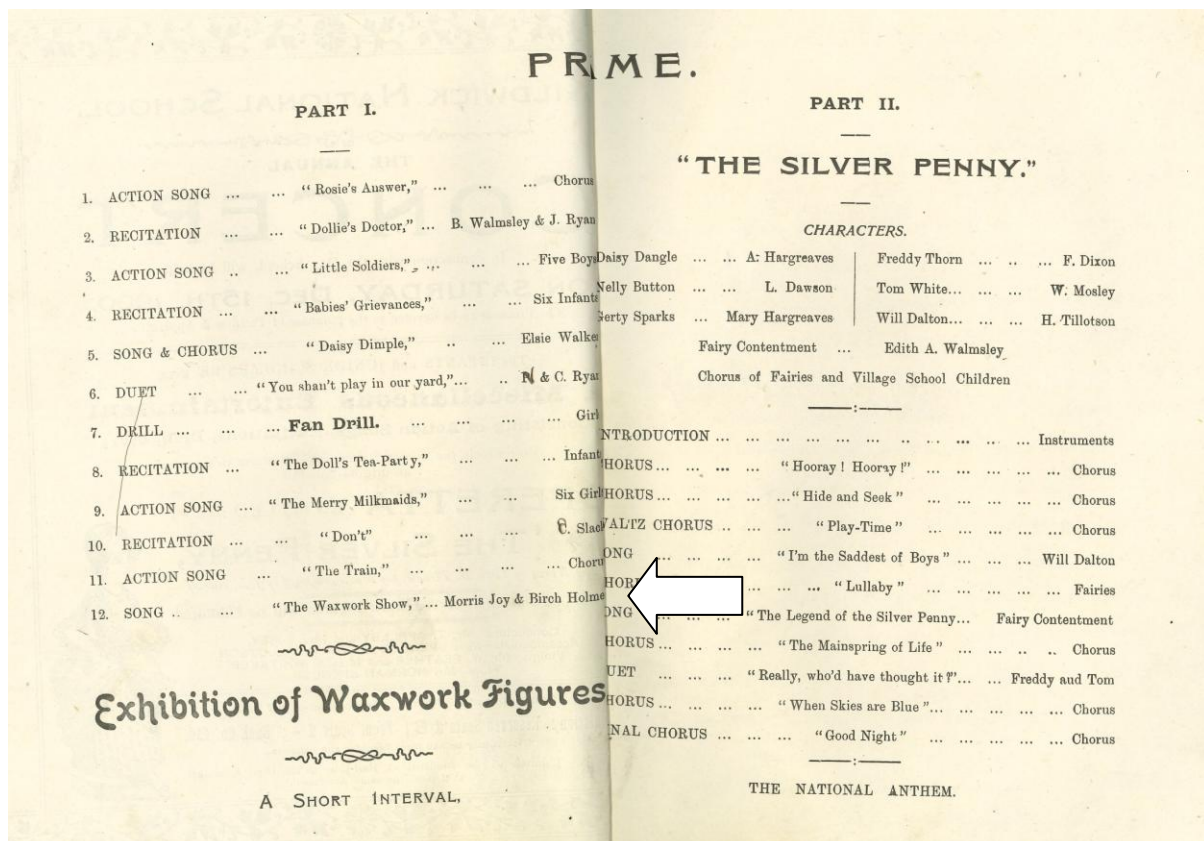 PR ME.
PART I.
1. ACTION SONG ... ... "Rosie's Answer," ... ... ... Chorus
2. RECITATION ... ... "Dollie's Doctor," ... B. Walmsley & J. Ryan
3. ACTION SONG .. ... "Little Soldiers," ... ... ... Five Boys
4. RECITATION ... ... "Babies' Grievances," ... ... Six Infants
5. SONG & CHORUS ... "Daisy Dimple," .. ... Elsie Walke
6. DUET ... ... "You shan't play in our yard,"... .. & C. Ryan
7. DRILL ... ... ... Fan Drill. ... ... ... ... Girl
8. RECITATION ... "The Doll's Tea-Party," ... ... ... Infant
9. ACTION SONG ... "The Merry Milkmaids," ... ... Six Girl
10. RECITATION ... ... "Don't" ... ... ... C. Slac
11. ACTION SONG ... "The Train," ... ... ... ... Choru
12. SONG .. ... "The Waxwork Show," ... Morris Joy & Birch Holme
Exhibition of Waxwork Figures
A SHORT INTERVAL,
PART II.
"THE SILVER PENNY."
CHARACTERS.
Daisy Dangle ... ... A. Hargreaves Freddy Thorn ... .. ... F. Dixon
Nelly Button ... ... L. Dawson Tom White... ... ... W. Mosley
Gerty Sparks ... Mary Hargreaves Will Dalton... ... ... H. Tillotson
Fairy Contentment ... Edith A. Walmsley
Chorus of Fairies and Village School Children
NTRODUCTION ... ... ... ... ... .. ... ... .. ... Instruments
HORUS... ... ... ... "Hooray! Hooray!" ... ... ... ... ... Chorus
HORUS... ... ... ... ..."Hide and Seek" ... ... ... ... ... Chorus
ALTZ CHORUS .. ... ... "Play-Time" ... ... ... ... ... Chorus
ONG ... ... ... ... "I'm the Saddest of Boys" ... ... ... Will Dalton
HOR ... ... ... "Lullaby" ... ... ... ... ... Fairies
ONG ... ... ... "The Legend of the Silver Penny... Fairy Contentment
HORUS... ... ... ... "The Mainspring of Life" ... ... .. .. Chorus
UET ... ... ... "Really, who'd have thought it?"... ... Freddy and Tom
HORUS... ... ... ... "When Skies are Blue"... ... ... ... ... Chorus
NAL CHORUS ... ... ... "Good Night" ... ... ... ... ... Chorus
THE NATIONAL ANTHEM.